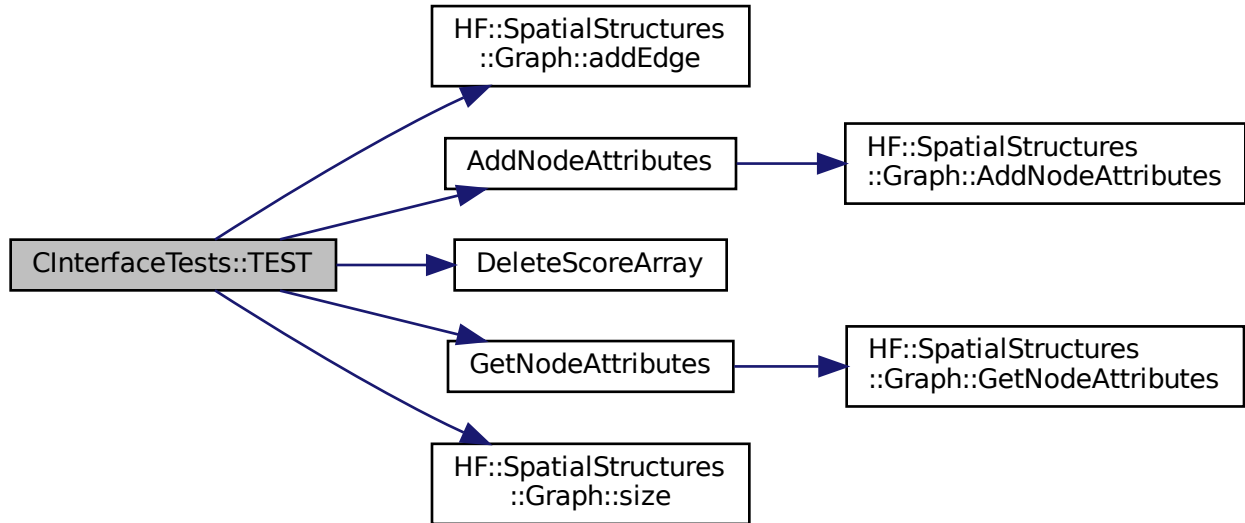 HF::SpatialStructures
::Graph::addEdge
AddNodeAttributes
HF::SpatialStructures
::Graph::AddNodeAttributes
CInterfaceTests::TEST
DeleteScoreArray
GetNodeAttributes
HF::SpatialStructures
::Graph::GetNodeAttributes
HF::SpatialStructures
::Graph::size